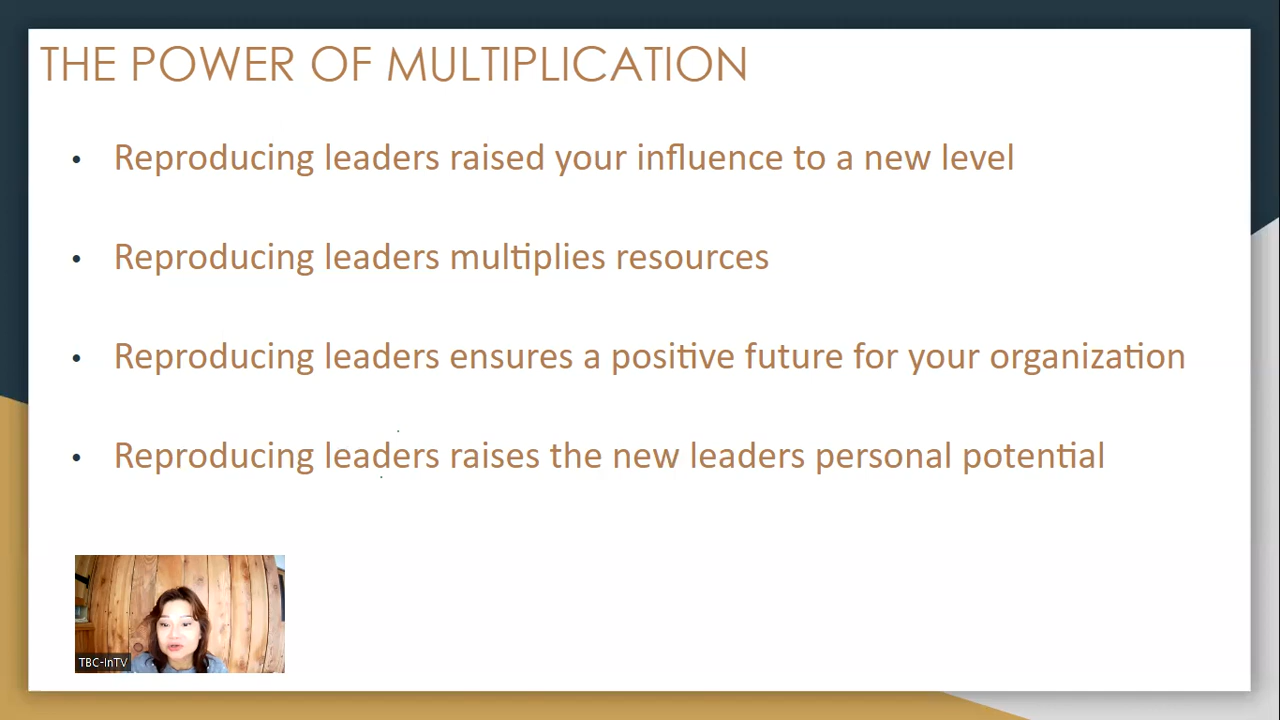 THE POWER OF MULTIPLICATION
• Reproducing leaders raised your influence to a new level
• Reproducing leaders multiplies resources
• Reproducing leaders ensures a positive future for your organization
• Reproducing leaders raises the new leaders personal potential
TBC-InTV